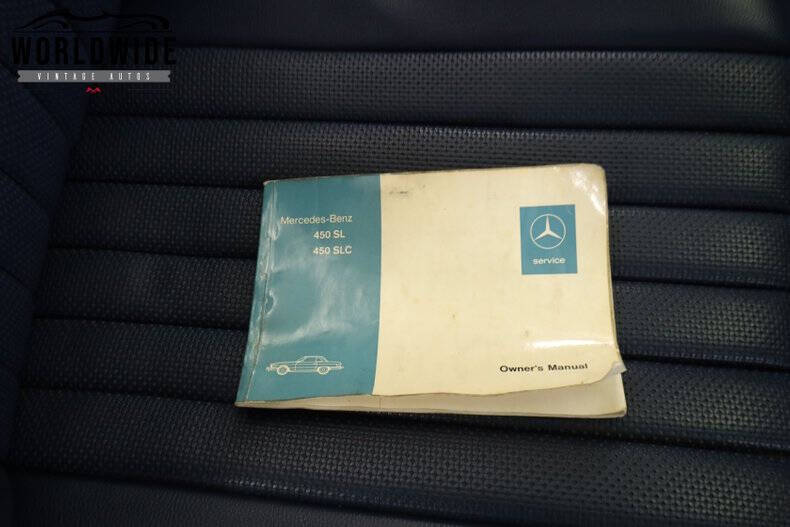 WORLDWIDE
VINTAGE AUTOS
Mercedes-Benz
450 SL
450 SLC
service
Owner's Manual